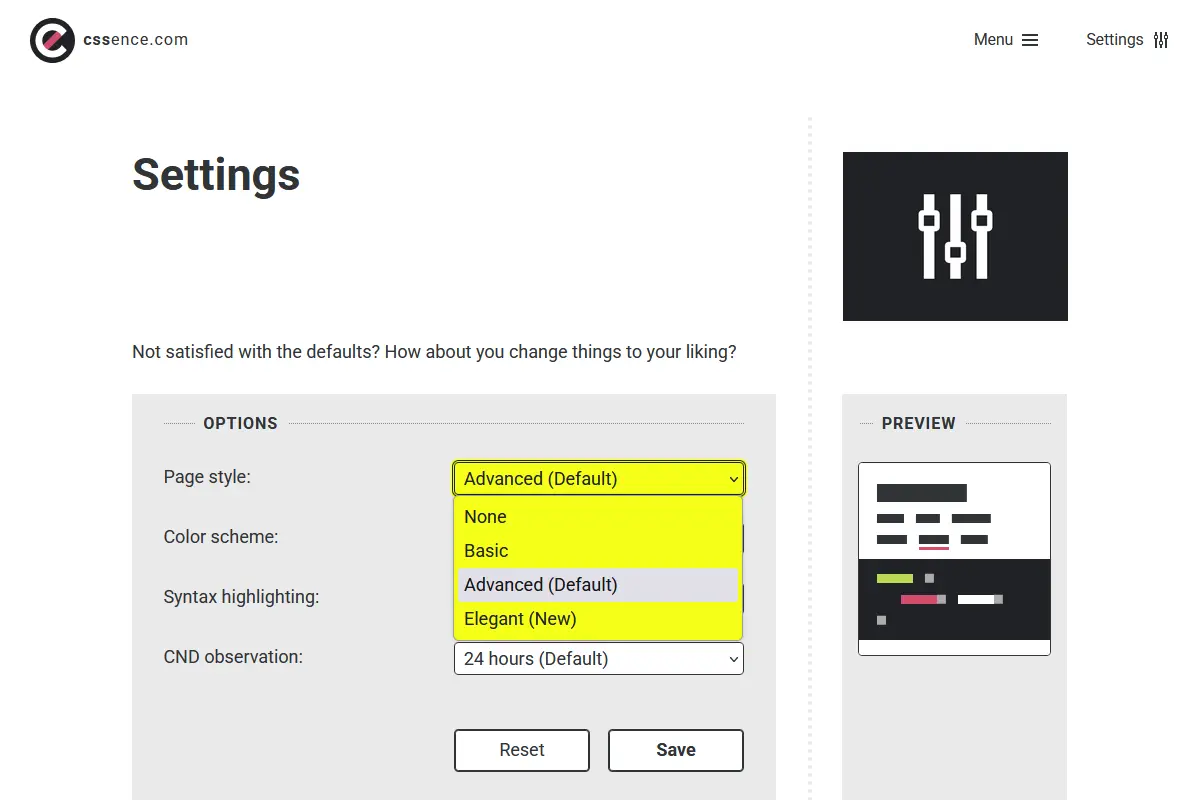 cssence.com
Menu
Settings
Settings
Not satisfied with the defaults? How about you change things to your liking?
OPTIONS
Page style:
Advanced (Default)
None
Basic
Advanced (Default)
Elegant (New)
Color scheme:
Syntax highlighting:
CND observation:
24 hours (Default)
Reset
Save
PREVIEW